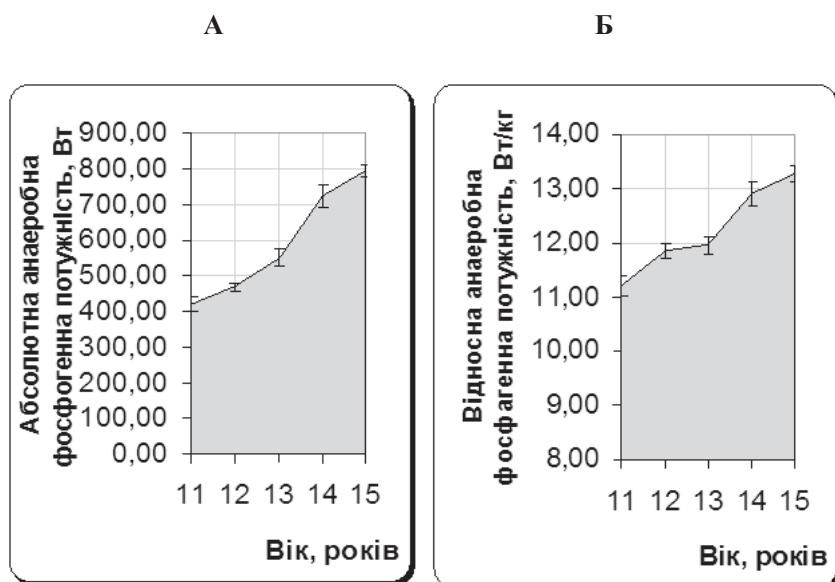 А
Б
Абсолютна анаеробна
фосфогенна потужність, Вт
900,00
800,00
700,00
600,00
500,00
400,00
300,00
200,00
100,00
0,00
11 12 13 14 15
Вік, років
Відносна анаеробна
фосфагенна потужність, Вт/кг
14,00
13,00
12,00
11,00
10,00
9,00
8,00
11 12 13 14 15
Вік, років